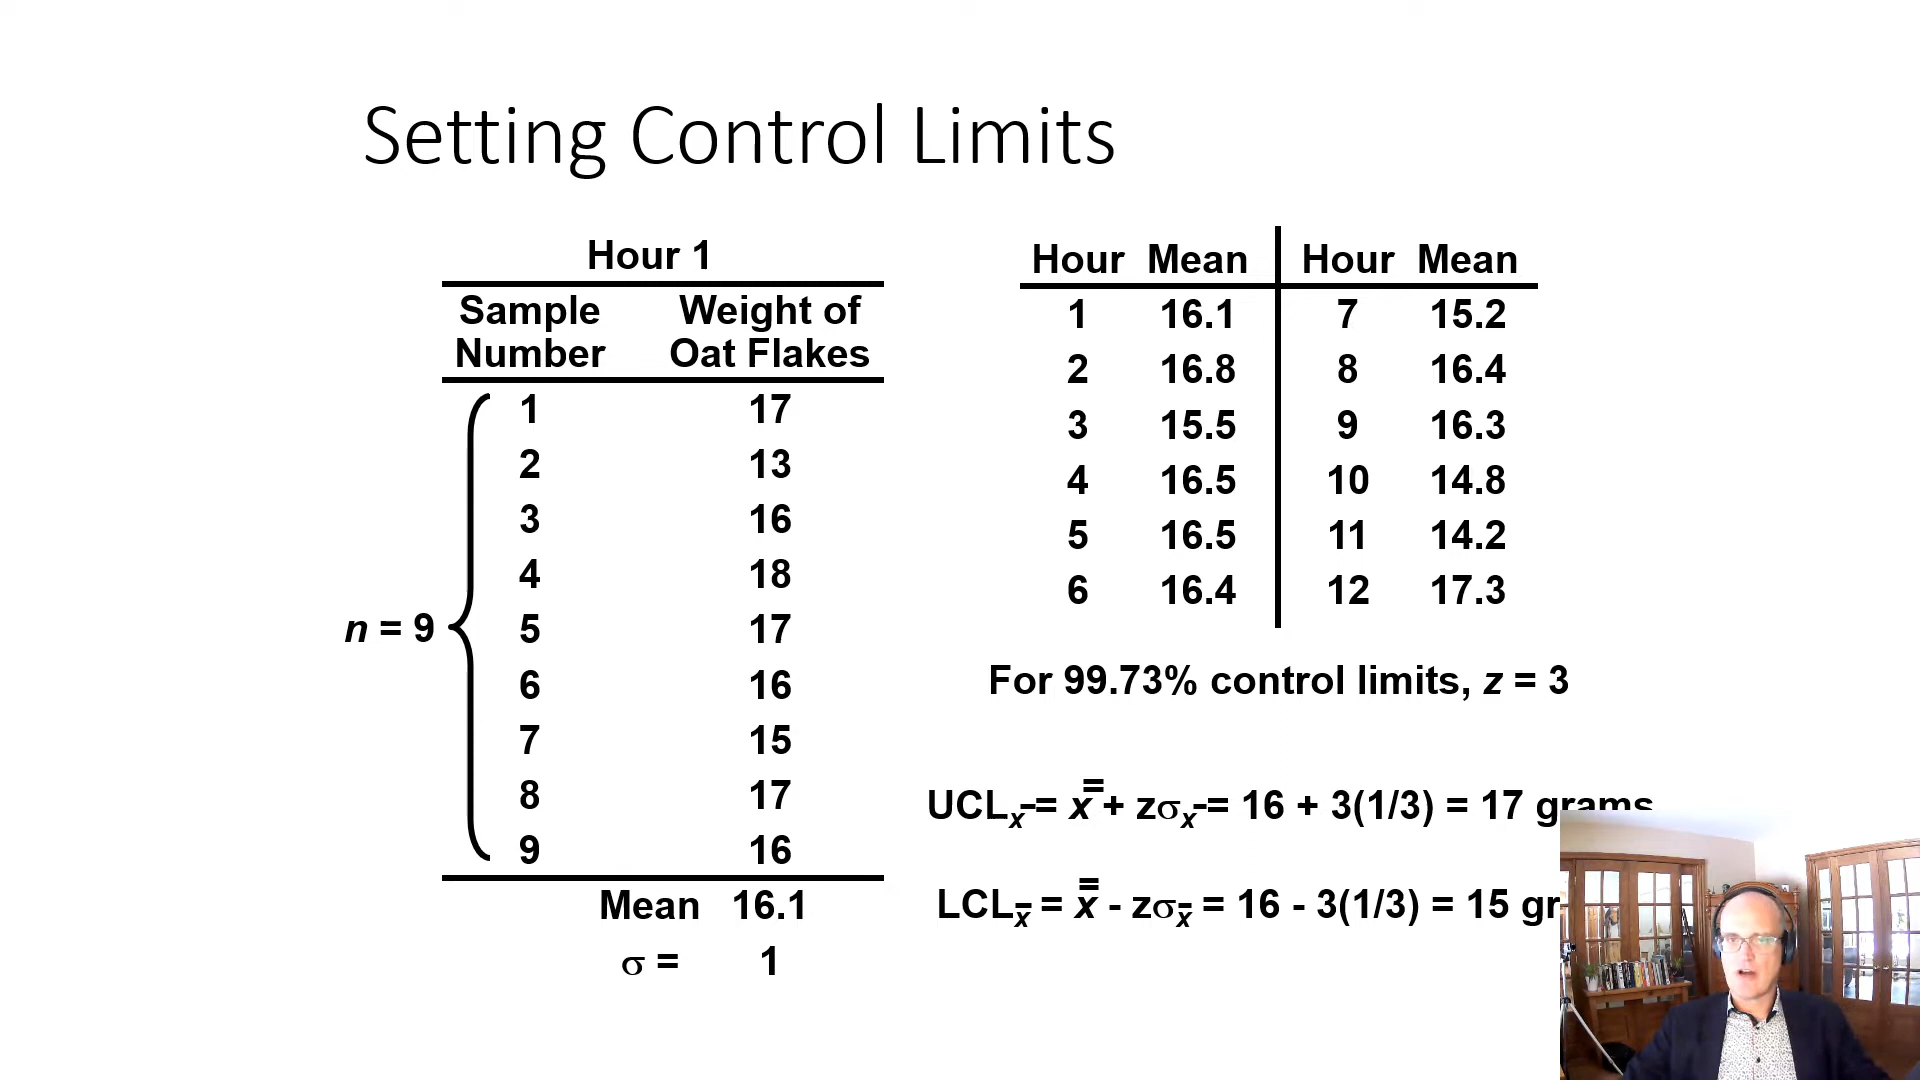 Setting Control Limits
Hour 1
Sample Number Weight of Oat Flakes
1 17
2 13
3 16
4 18
n = 9 5 17
6 16
7 15
8 17
9 16
Mean 16.1
σ = 1
Hour Mean Hour Mean
1 16.1 7 15.2
2 16.8 8 16.4
3 15.5 9 16.3
4 16.5 10 14.8
5 16.5 11 14.2
6 16.4 12 17.3
For 99.73% control limits, z = 3
UCLx̅ = x̿ + zσx̅ = 16 + 3(1/3) = 17 grams
LCLx̅ = x̿ - zσx̅ = 16 - 3(1/3) = 15 gr